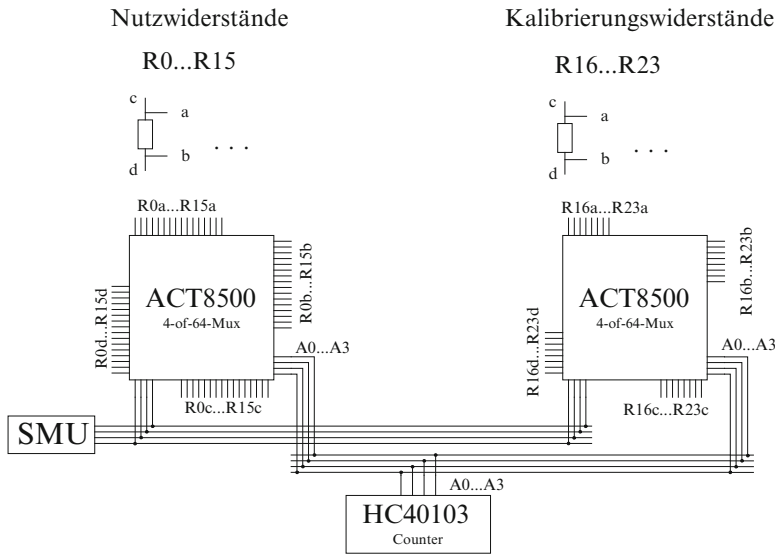 Nutzwiderstände
Kalibrierungswiderstände
R0...R15
R16...R23
c
a
b
d
. . .
c
a
b
d
. . .
R0a...R15a
R16a...R23a
R0b...R15b
R16b...R23b
ACT8500
4-of-64-Mux
ACT8500
4-of-64-Mux
R0d...R15d
R16d...R23d
A0...A3
A0...A3
R0c...R15c
R16c...R23c
SMU
A0...A3
HC40103
Counter